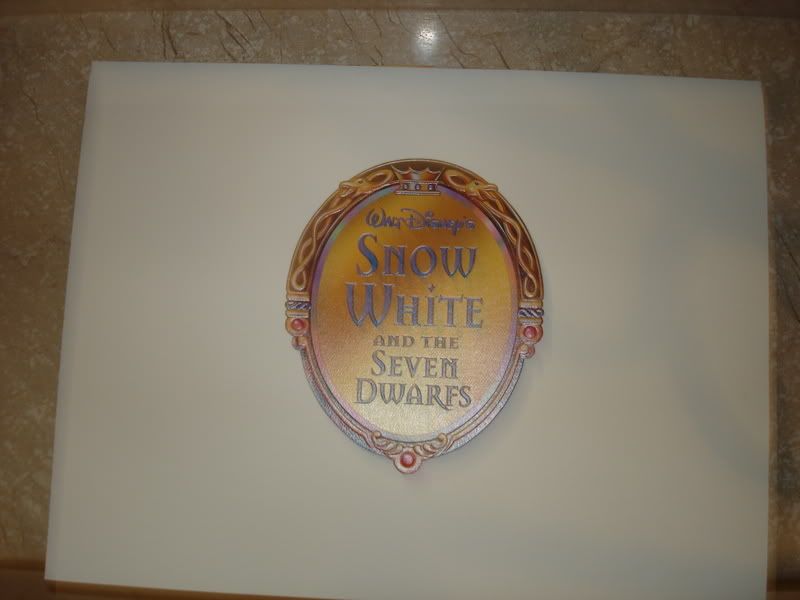 Walt Disney's
Snow
White
and the
Seven
Dwarfs